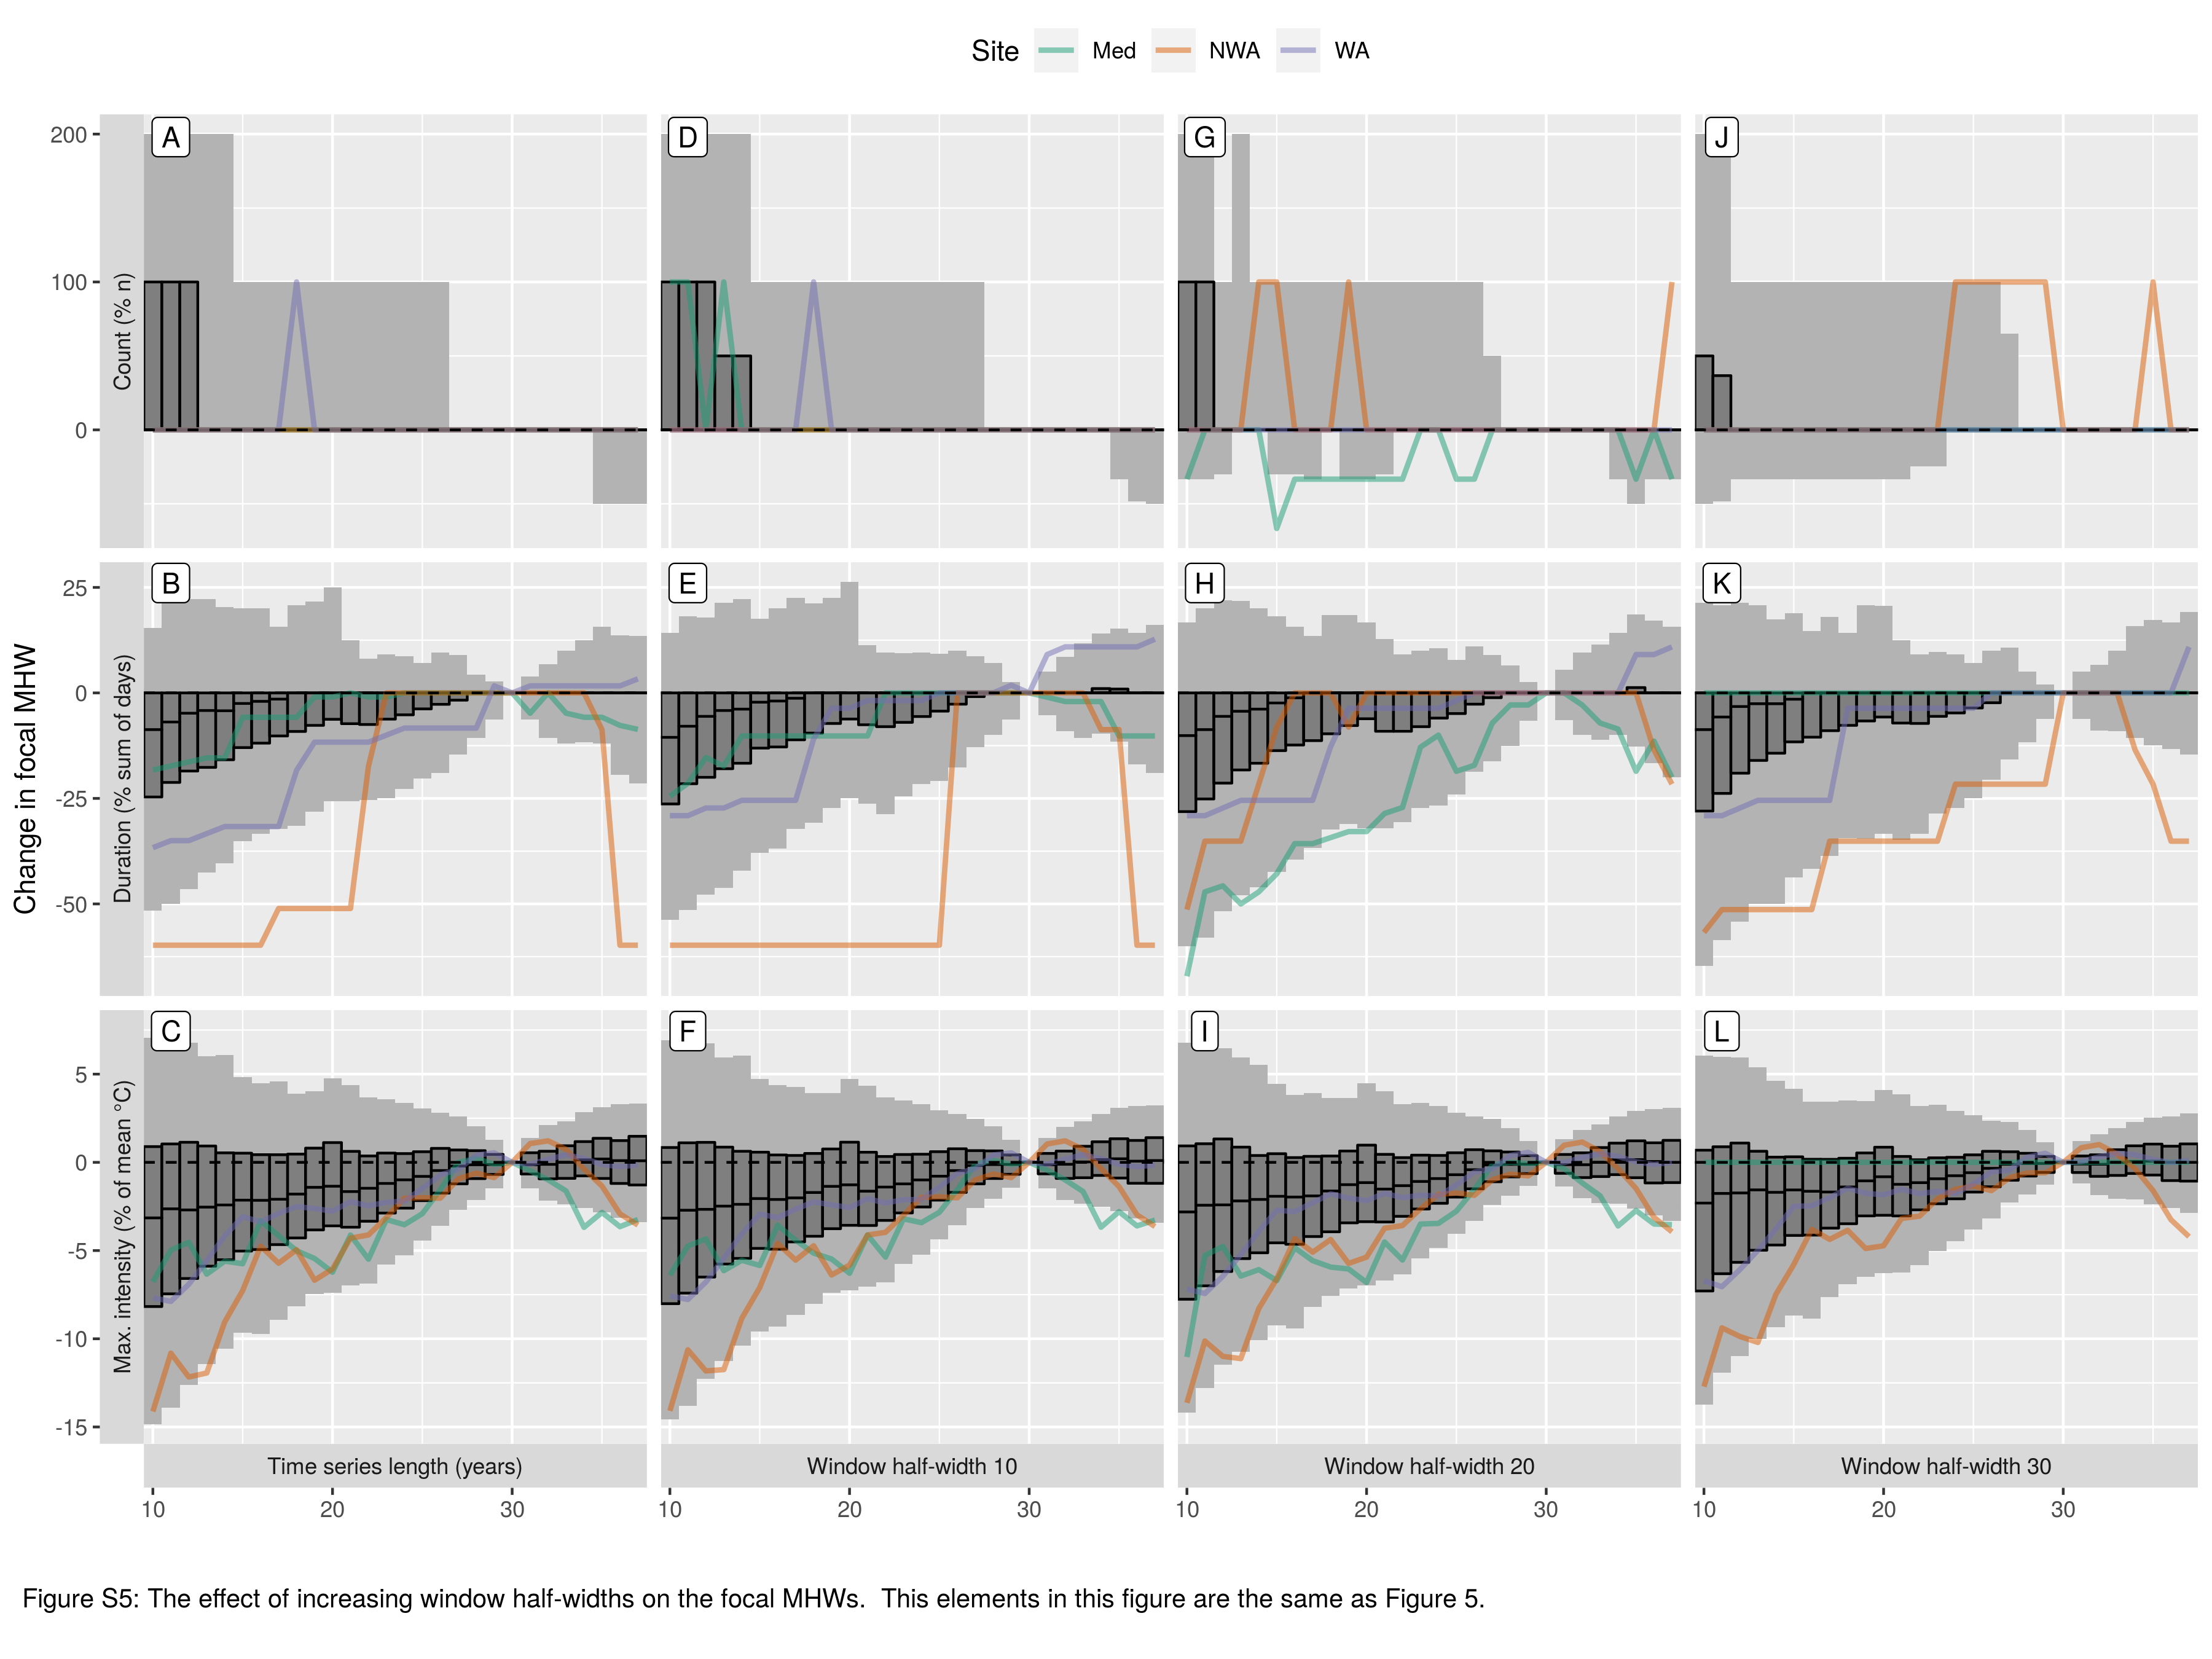 Site Med NWA WA
A D G J
200
100
0
Count (% n)
B E H K
25
0
-25
-50
Duration (% sum of days)
Change in focal MHW
C F I L
5
0
-5
-10
-15
Max. intensity (% of mean °C)
Time series length (years) Window half-width 10 Window half-width 20 Window half-width 30
10 20 30 10 20 30 10 20 30 10 20 30
Figure S5: The effect of increasing window half-widths on the focal MHWs. This elements in this figure are the same as Figure 5.